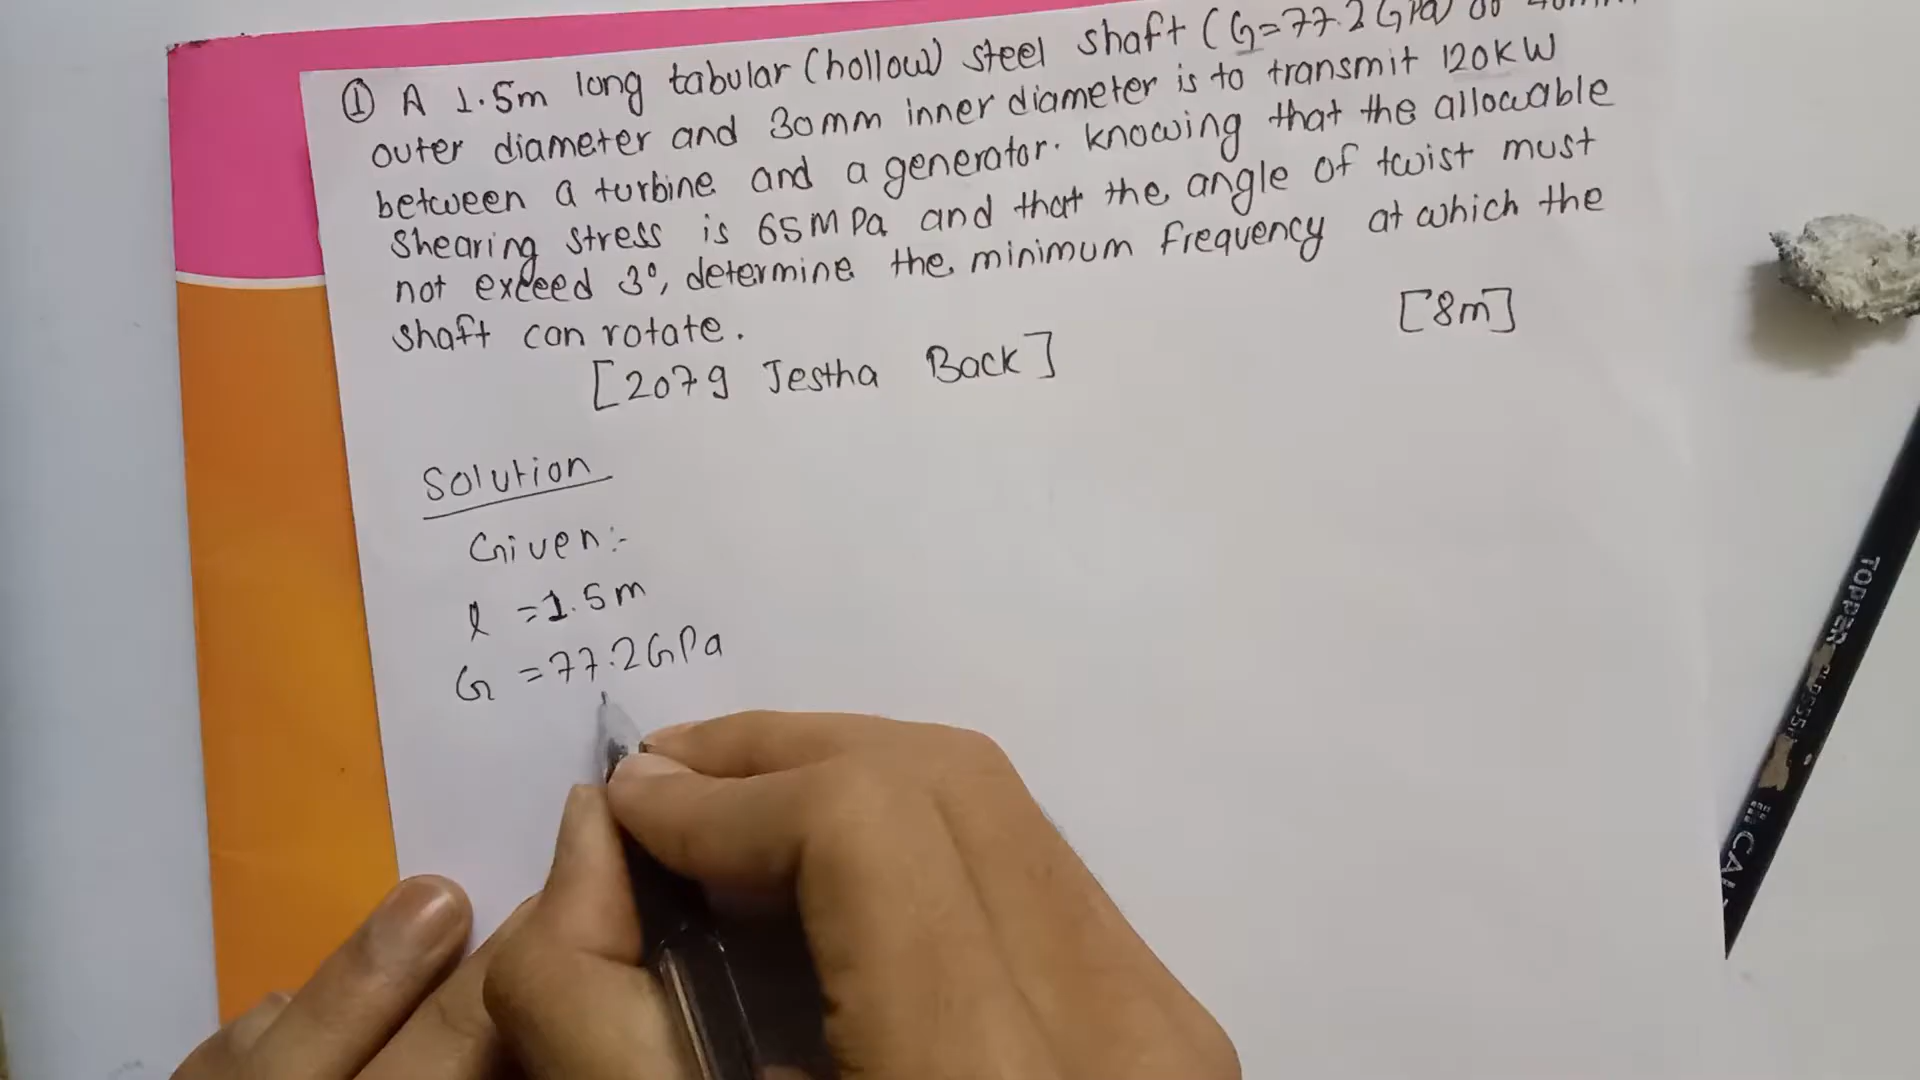 ① A 1.5m long tabular (hollow) steel shaft (G=77.2GPa) of 40mm
outer diameter and 30mm inner diameter is to transmit 120KW
between a turbine and a generator. knowing that the allowable
shearing stress is 65MPa and that the angle of twist must
not exceed 3°, determine the minimum frequency at which the
shaft can rotate. [8m]
[2079 Jestha Back]
Solution
Given:-
l =1.5m
G =77.2GPa
TOPPER